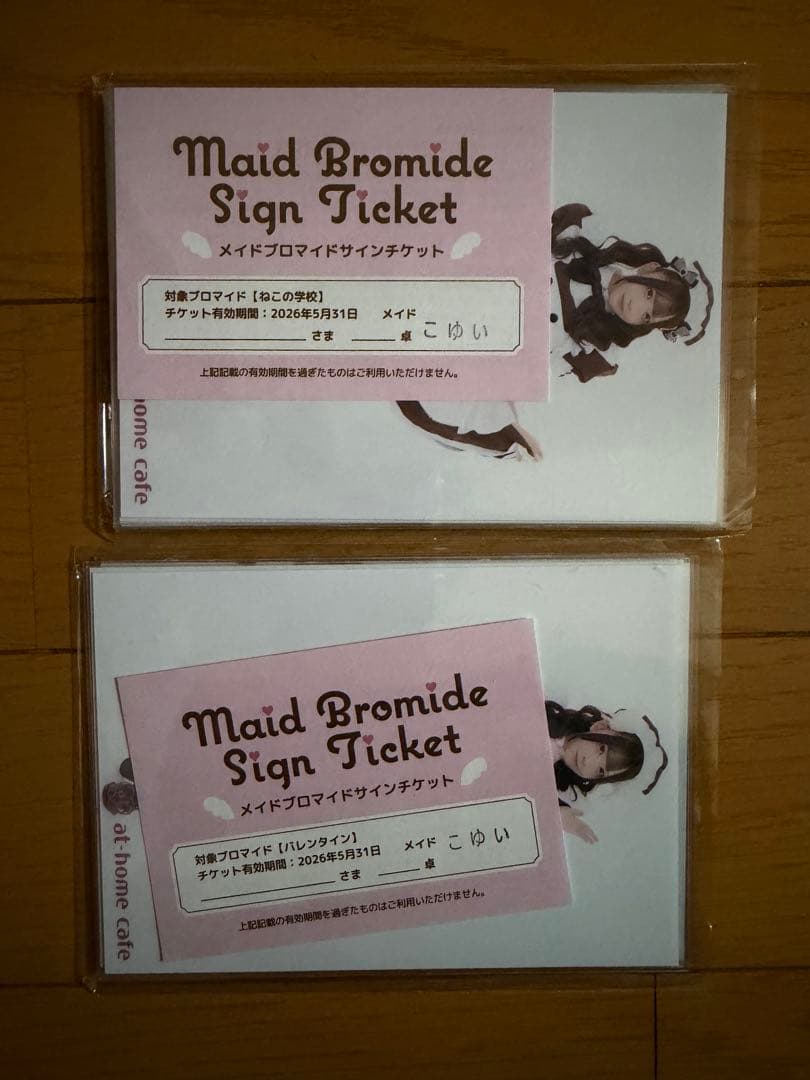 Maid Bromide
Sign Ticket
メイドブロマイドサインチケット
対象ブロマイド【ねこの学校】
チケット有効期間:2026年5月31日 メイド
さま 卓 こゆい
上記記載の有効期間を過ぎたものはご利用いただけません。
home cafe
Maid Bromide
Sign Ticket
メイドブロマイドサインチケット
対象ブロマイド【バレンタイン】
チケット有効期間:2026年5月31日 メイド こゆい
さま 卓
上記記載の有効期間を過ぎたものはご利用いただけません。
at-home cafe